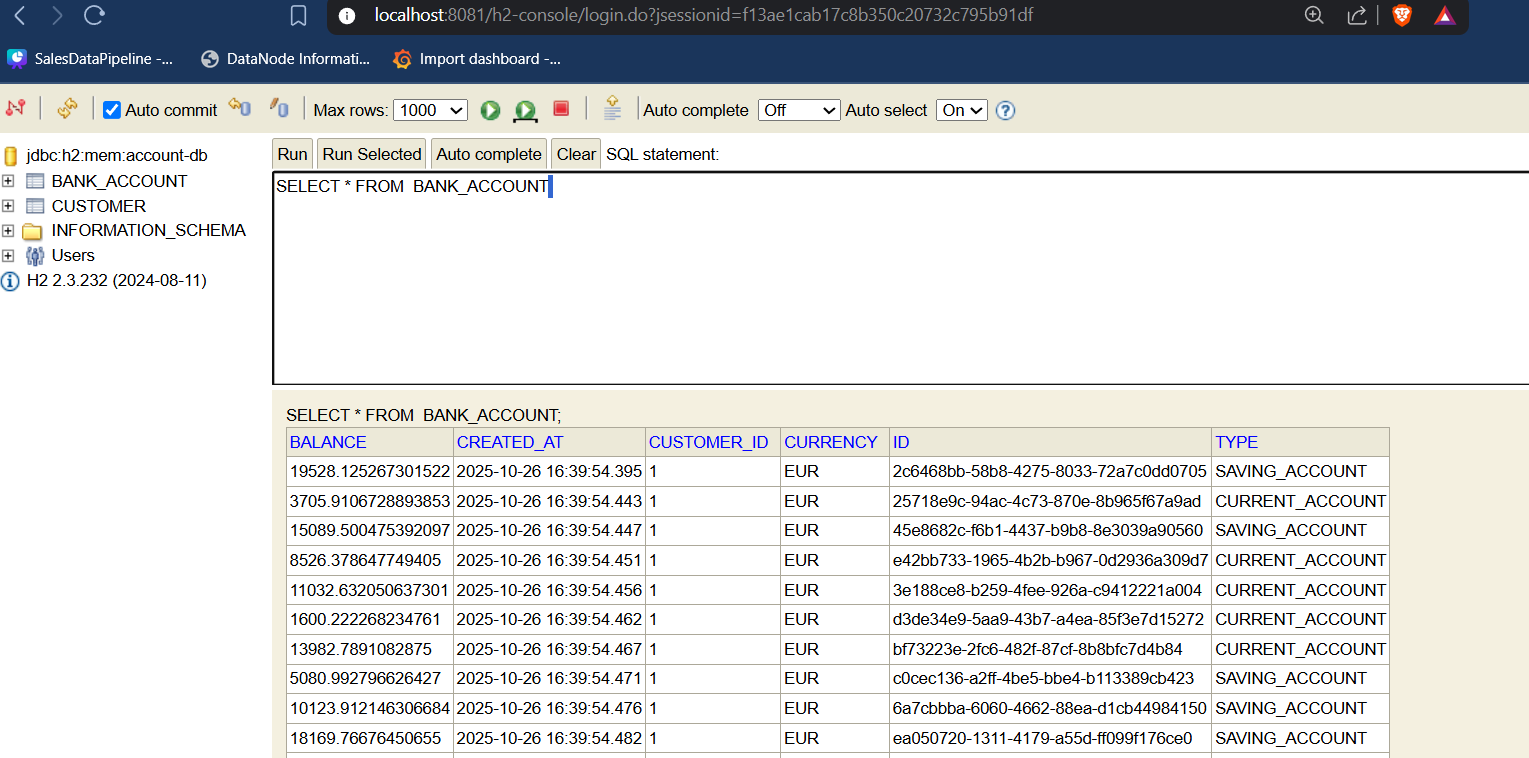 localhost:8081/h2-console/login.do?jsessionid=f13ae1cab17c8b350c20732c795b91df
SalesDataPipeline -... DataNode Informati... Import dashboard -...
Auto commit Max rows: 1000 Auto complete Off Auto select On
jdbc:h2:mem:account-db
BANK_ACCOUNT
CUSTOMER
INFORMATION_SCHEMA
Users
H2 2.3.232 (2024-08-11)
Run Run Selected Auto complete Clear SQL statement:
SELECT * FROM  BANK_ACCOUNT
SELECT * FROM  BANK_ACCOUNT;
BALANCE CREATED_AT CUSTOMER_ID CURRENCY ID TYPE
19528.125267301522 2025-10-26 16:39:54.395 1 EUR 2c6468bb-58b8-4275-8033-72a7c0dd0705 SAVING_ACCOUNT
3705.9106728893853 2025-10-26 16:39:54.443 1 EUR 25718e9c-94ac-4c73-870e-8b965f67a9ad CURRENT_ACCOUNT
15089.500475392097 2025-10-26 16:39:54.447 1 EUR 45e8682c-f6b1-4437-b9b8-8e3039a90560 SAVING_ACCOUNT
8526.378647749405 2025-10-26 16:39:54.451 1 EUR e42bb733-1965-4b2b-b967-0d2936a309d7 CURRENT_ACCOUNT
11032.632050637301 2025-10-26 16:39:54.456 1 EUR 3e188ce8-b259-4fee-926a-c9412221a004 CURRENT_ACCOUNT
1600.222268234761 2025-10-26 16:39:54.462 1 EUR d3de34e9-5aa9-43b7-a4ea-85f3e7d15272 CURRENT_ACCOUNT
13982.7891082875 2025-10-26 16:39:54.467 1 EUR bf73223e-2fc6-482f-87cf-8b8bfc7d4b84 CURRENT_ACCOUNT
5080.992796626427 2025-10-26 16:39:54.471 1 EUR c0cec136-a2ff-4be5-bbe4-b113389cb423 SAVING_ACCOUNT
10123.912146306684 2025-10-26 16:39:54.476 1 EUR 6a7cbbba-6060-4662-88ea-d1cb44984150 SAVING_ACCOUNT
18169.76676450655 2025-10-26 16:39:54.482 1 EUR ea050720-1311-4179-a55d-ff099f176ce0 SAVING_ACCOUNT